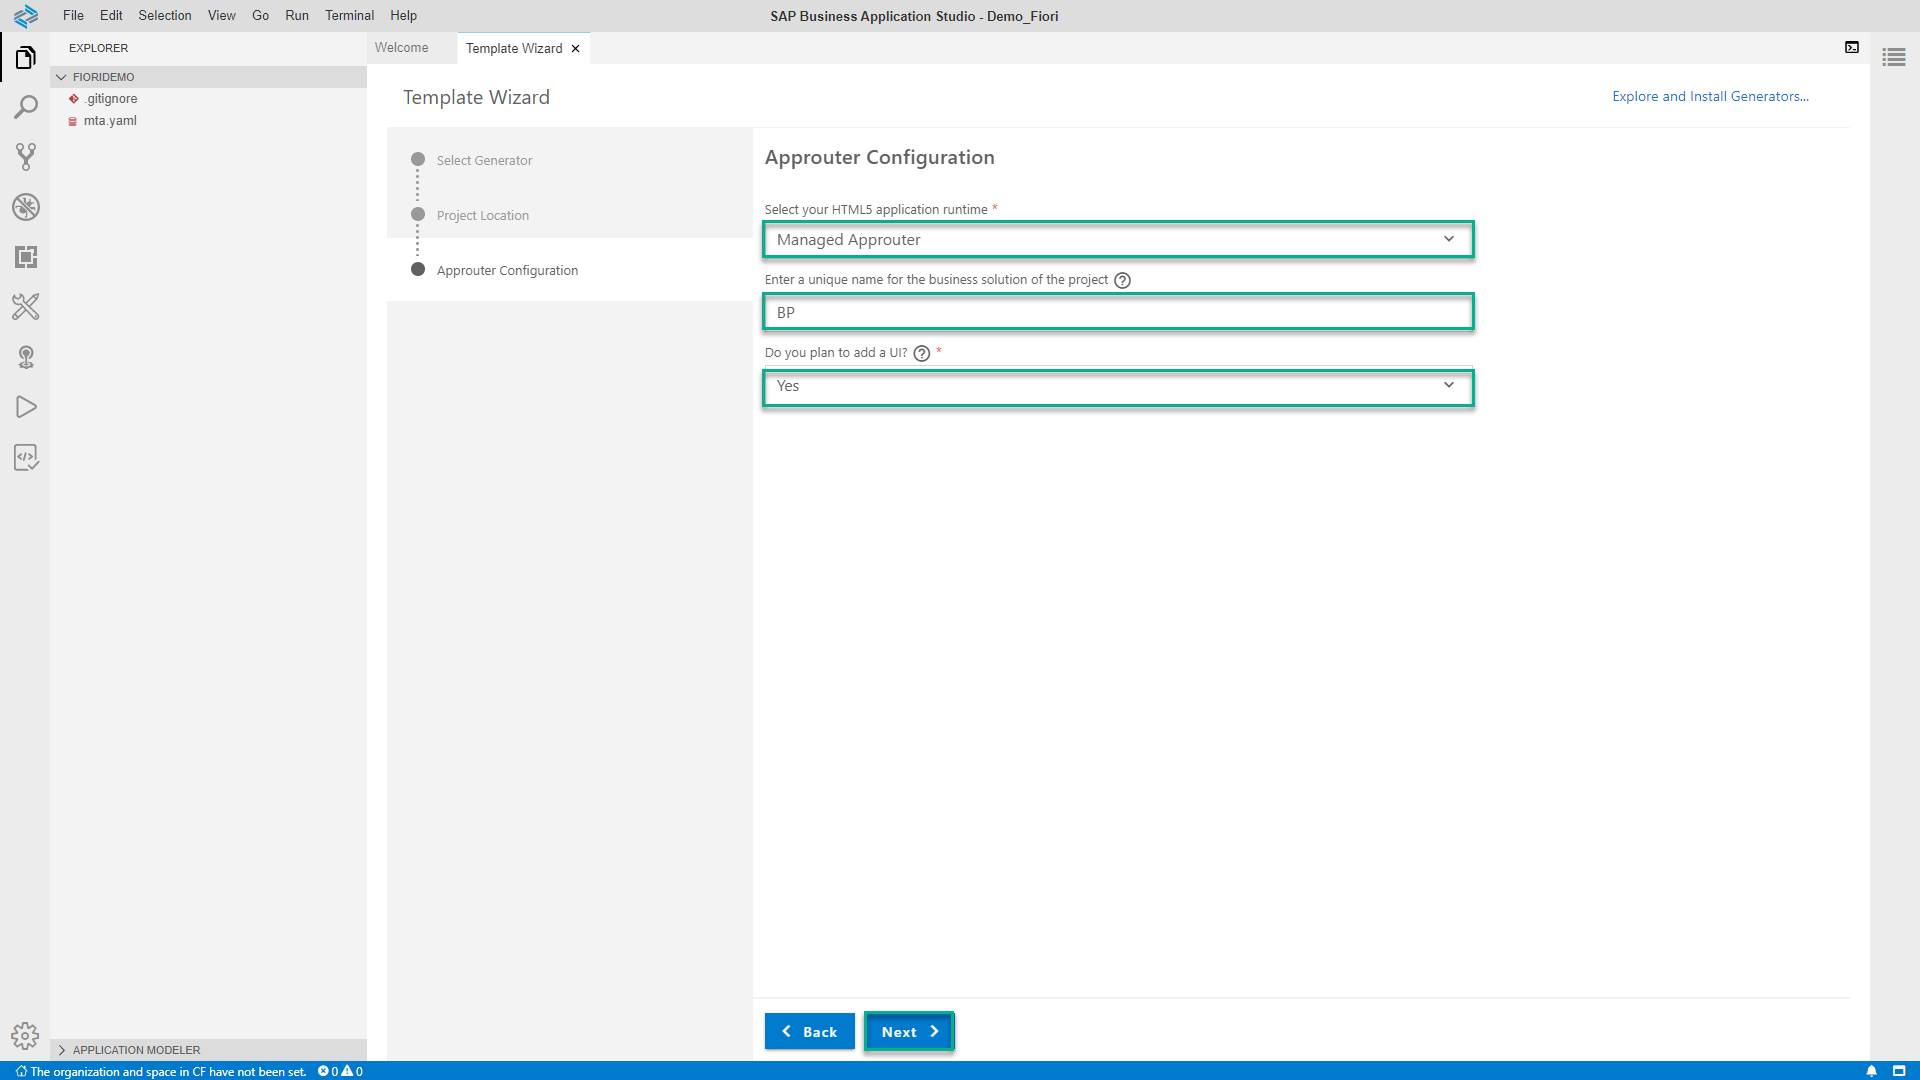 File Edit Selection View Go Run Terminal Help
SAP Business Application Studio - Demo_Fiori
EXPLORER
FIORIDEMO
.gitignore
mta.yaml
APPLICATION MODELER
Welcome
Template Wizard
Template Wizard
Explore and Install Generators...
Select Generator
Project Location
Approuter Configuration
Approuter Configuration
Select your HTML5 application runtime *
Managed Approuter
Enter a unique name for the business solution of the project ?
BP
Do you plan to add a UI? ? *
Yes
Back
Next
The organization and space in CF have not been set. 0 0